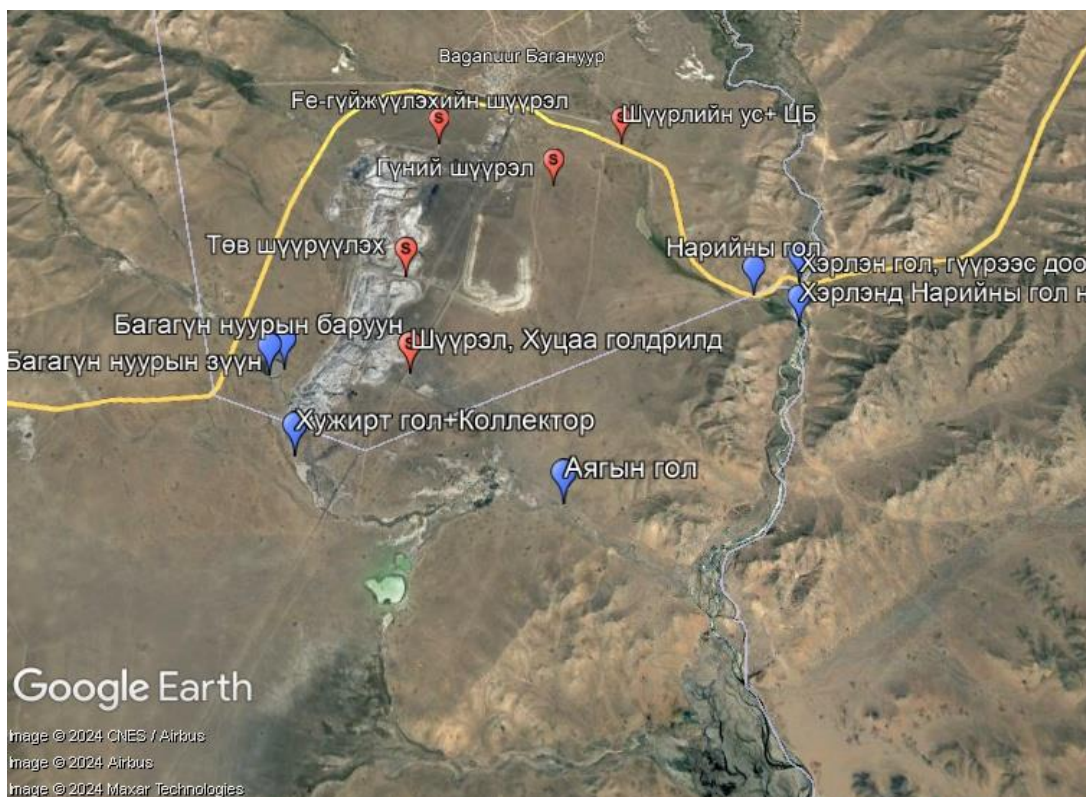 Baganuur Багануур
Fe-гүйжүүлэхийн шүүрэл
Шүүрлийн ус+ ЦБ
Гүний шүүрэл
Төв шүүрүүлэх
Нарийны гол
Хэрлэн гол, гүүрээс доо
Хэрлэнд Нарийны гол н
Багагүн нуурын баруун
Шүүрэл, Хуцаа голдрилд
Багагүн нуурын зүүн
Хужирт гол+Коллектор
Аягын гол
Google Earth
Image © 2024 CNES / Airbus
Image © 2024 Airbus
Image © 2024 Maxar Technologies
S
S
S
S
S